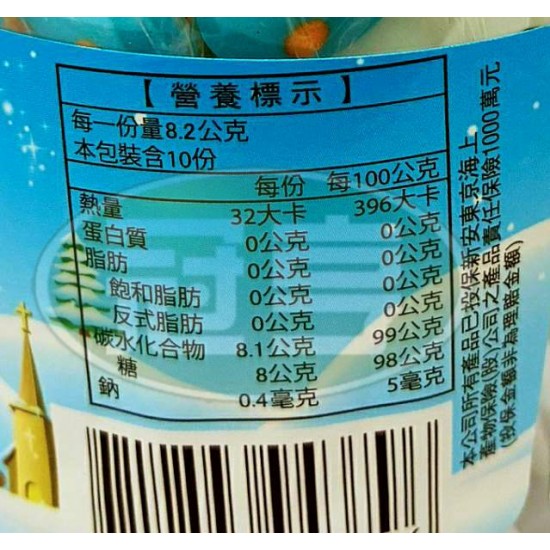 【營養標示】
每一份量8.2公克
本包裝含10份
每份 每100公克
熱量 32大卡 396大卡
蛋白質 0公克 0公克
脂肪 0公克 0公克
飽和脂肪 0公克 0公克
反式脂肪 0公克 0公克
碳水化合物 8.1公克 99公克
糖 8公克 98公克
鈉 0.4毫克 5毫克
本公司所有產品已投保新安東京海上
產物保險(股)公司之產品責任保險1000萬元
(投保金額非為理賠金額)